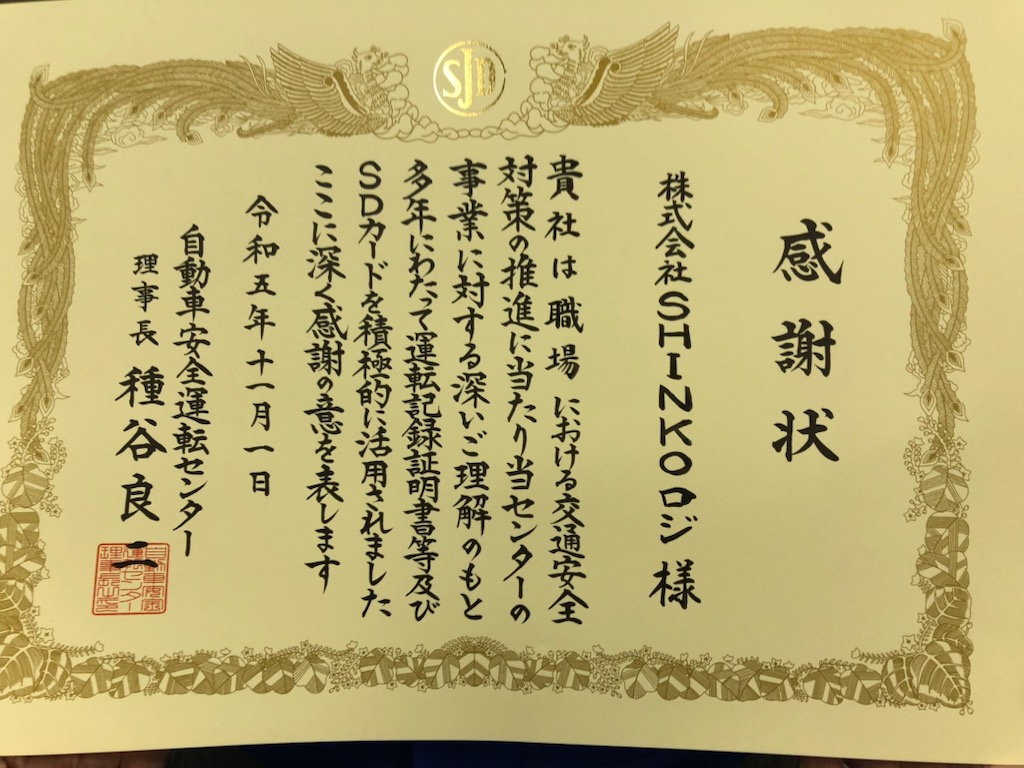 SJD
感謝状
株式会社SHINKOロジ 様
貴社は職場における交通安全
対策の推進に当たり当センターの
事業に対する深いご理解のもと
多年にわたって運転記録証明書等及び
SDカードを積極的に活用されました
ここに深く感謝の意を表します
令和五年十一月一日
自動車安全運転センター
理事長 種谷良二